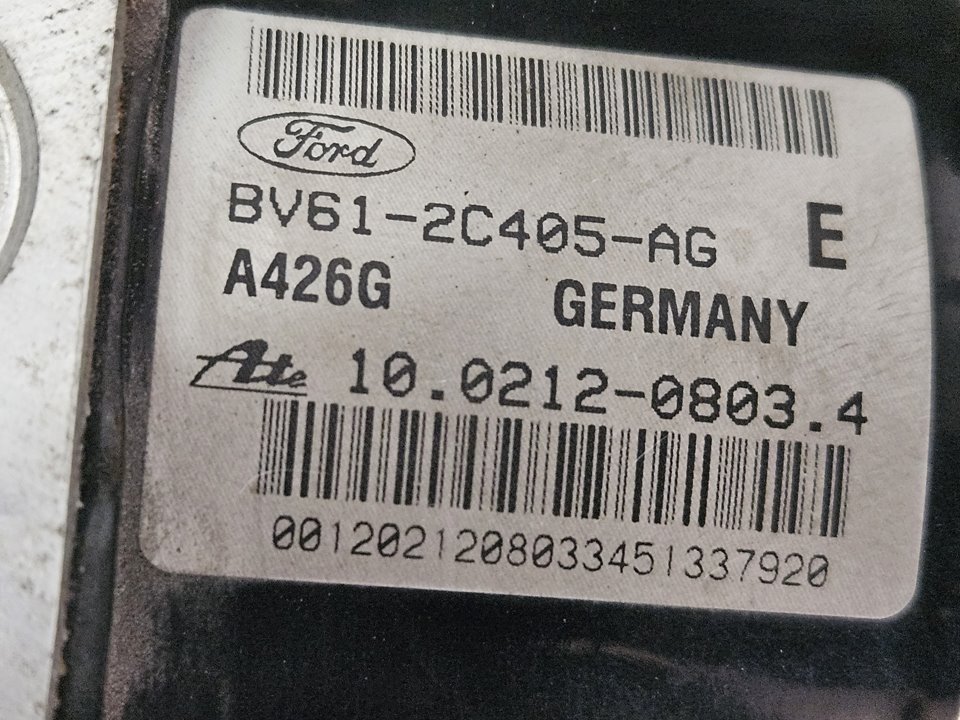 Ford
BV61-2C405-AG E
A426G GERMANY
Ate 10.0212-0803.4
00120212080334513379​20